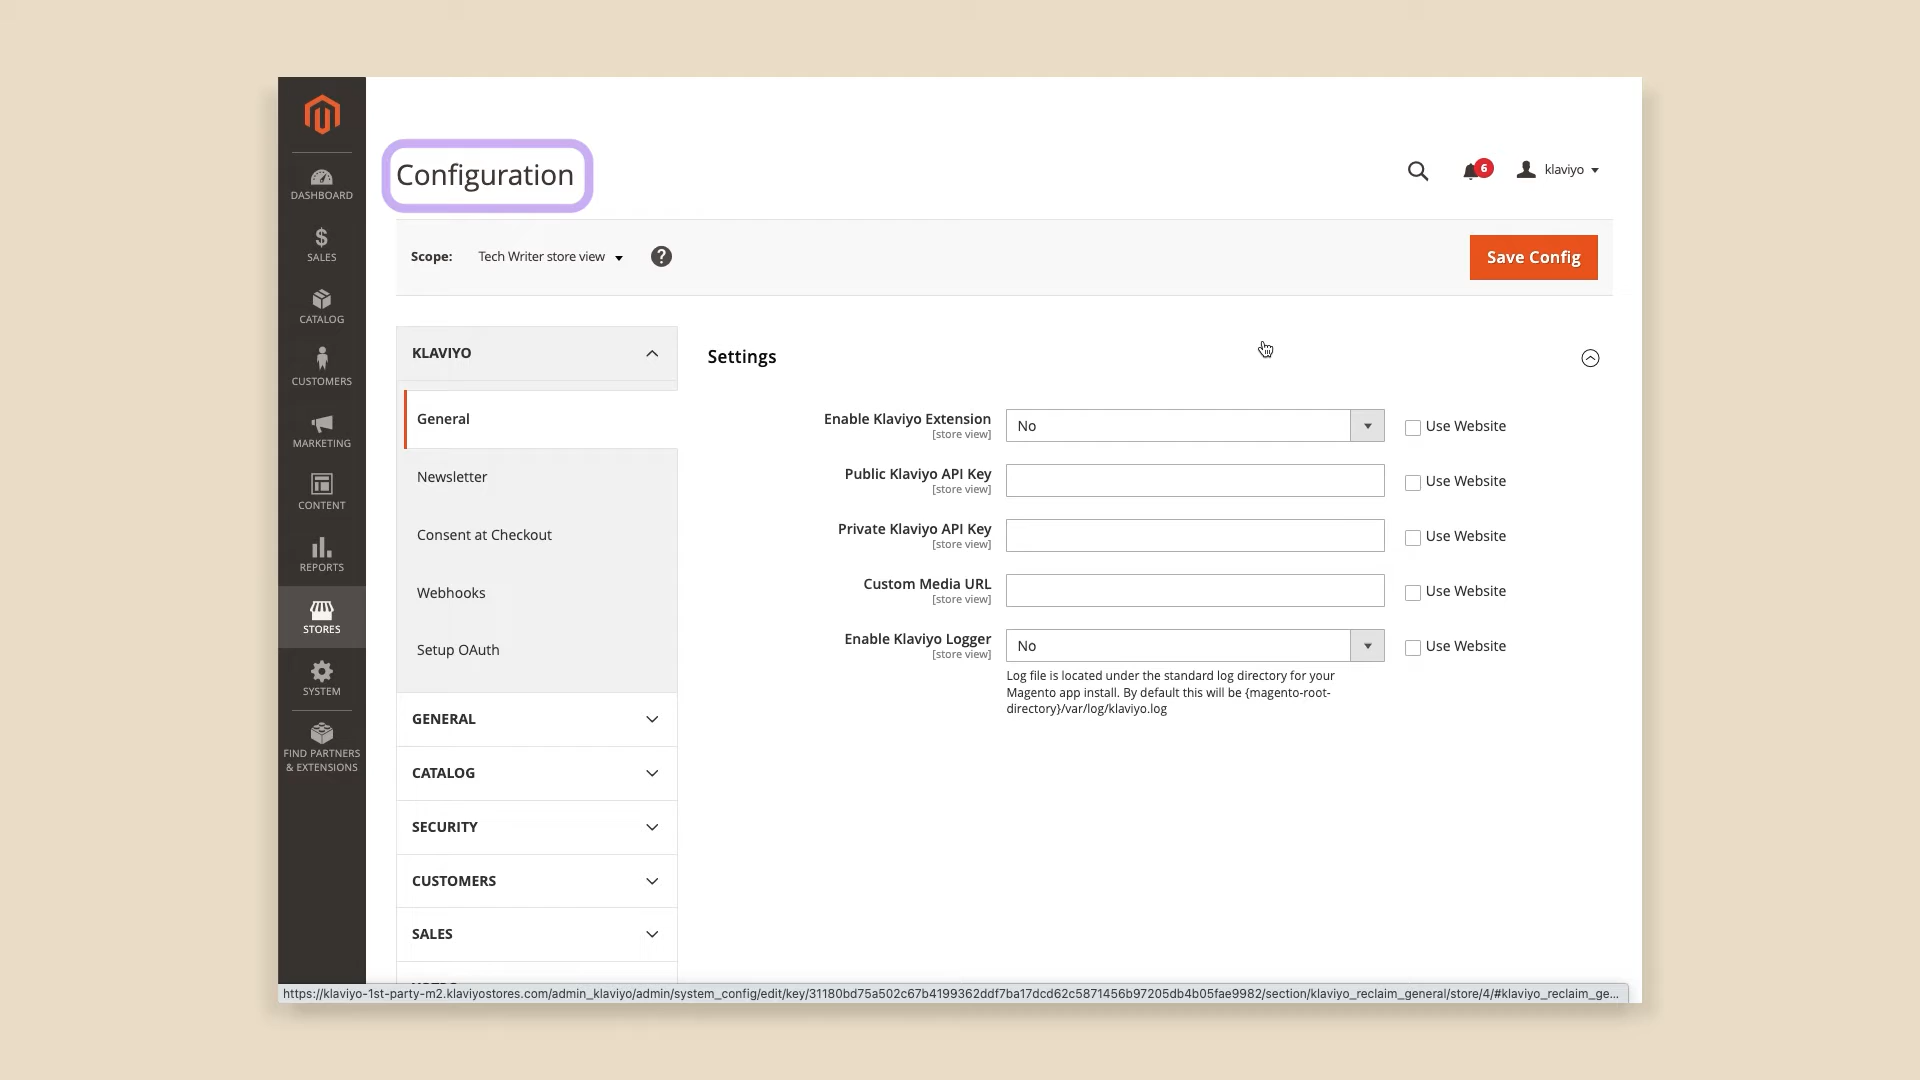 Configuration
6
klaviyo
Scope:
Tech Writer store view
?
Save Config
DASHBOARD
$
SALES
CATALOG
CUSTOMERS
MARKETING
CONTENT
REPORTS
STORES
SYSTEM
FIND PARTNERS
& EXTENSIONS
KLAVIYO
General
Newsletter
Consent at Checkout
Webhooks
Setup OAuth
GENERAL
CATALOG
SECURITY
CUSTOMERS
SALES
Settings
Enable Klaviyo Extension
[store view]
No
Use Website
Public Klaviyo API Key
[store view]
Use Website
Private Klaviyo API Key
[store view]
Use Website
Custom Media URL
[store view]
Use Website
Enable Klaviyo Logger
[store view]
No
Use Website
Log file is located under the standard log directory for your
Magento app install. By default this will be {magento-root-
directory}/var/log/klaviyo.log
https://klaviyo-1st-party-m2.klaviyostores.com/admin_klaviyo/admin/system_config/edit/key/31180bd75a502c67b4199362ddf7ba17dcd62c5871456b97205db4b05fae9982/section/klaviyo_reclaim_general/store/4/#klaviyo_reclaim_ge...